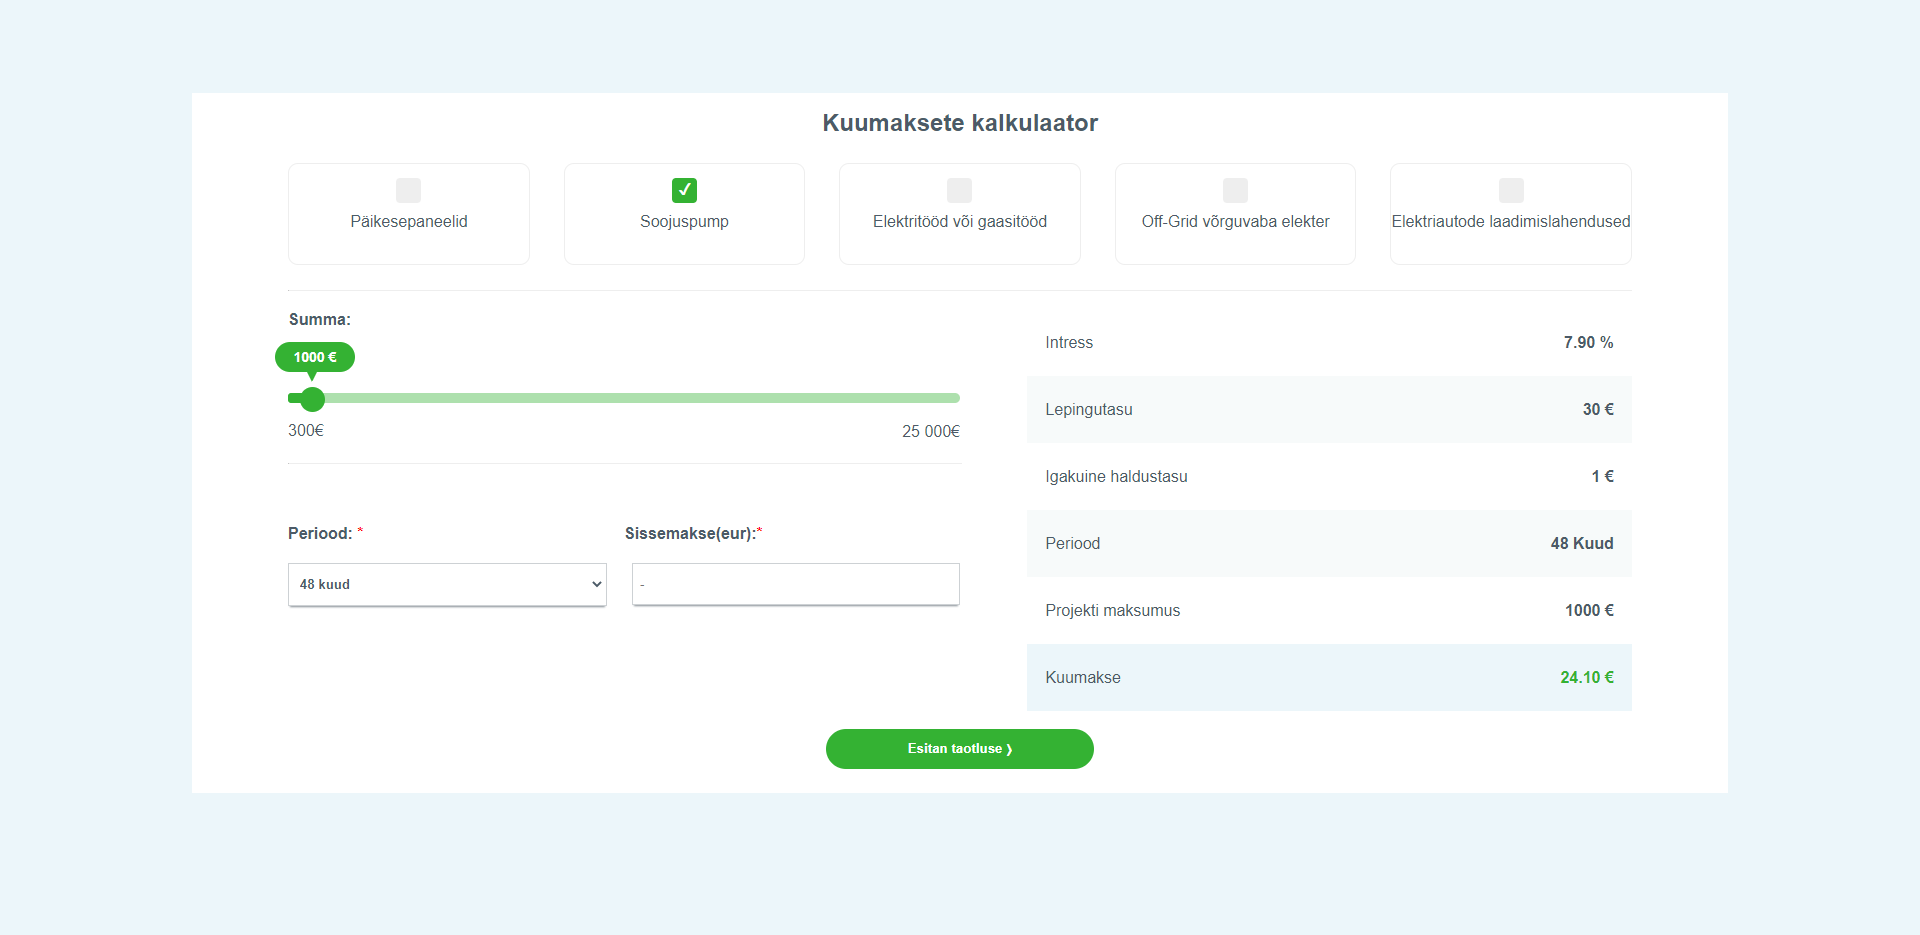 Kuumaksete kalkulaator
Päikesepaneelid
Soojuspump
Elektritööd või gaasitööd
Off-Grid võrguvaba elekter
Elektriautode laadimislahendused
Summa:
1000 €
300€
25 000€
Periood: *
Sissemakse(eur):*
48 kuud
-
Intress 7.90 %
Lepingutasu 30 €
Igakuine haldustasu 1 €
Periood 48 Kuud
Projekti maksumus 1000 €
Kuumakse 24.10 €
Esitan taotluse ❭